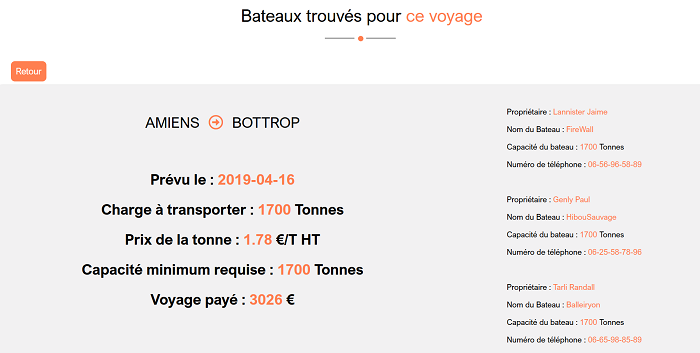 Bateaux trouvés pour ce voyage
Retour
AMIENS BOTTROP
Prévu le : 2019-04-16
Charge à transporter : 1700 Tonnes
Prix de la tonne : 1.78 €/T HT
Capacité minimum requise : 1700 Tonnes
Voyage payé : 3026 €
Propriétaire : Lannister Jaime
Nom du Bateau : FireWall
Capacité du bateau : 1700 Tonnes
Numéro de téléphone : 06-56-96-58-89
Propriétaire : Genly Paul
Nom du Bateau : HibouSauvage
Capacité du bateau : 1700 Tonnes
Numéro de téléphone : 06-25-58-76-96
Propriétaire : Tarli Randall
Nom du Bateau : Balleiryon
Capacité du bateau : 1700 Tonnes
Numéro de téléphone : 06-65-98-85-89